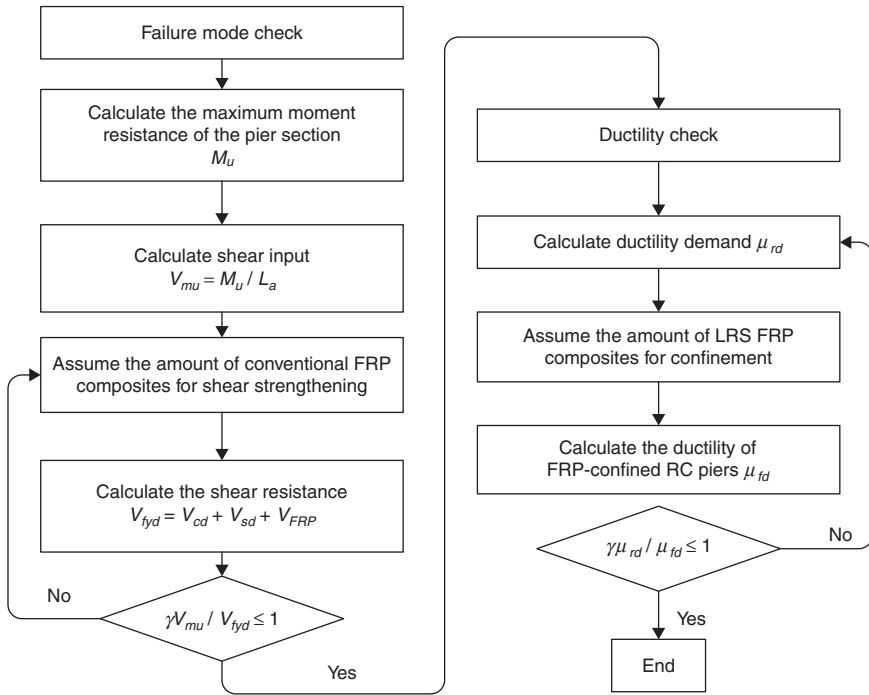 Failure mode check
Calculate the maximum moment
resistance of the pier section
M_u
Calculate shear input
V_mu = M_u / L_a
Assume the amount of conventional FRP
composites for shear strengthening
Calculate the shear resistance
V_fyd = V_cd + V_sd + V_FRP
No
γV_mu / V_fyd ≤ 1
Yes
Ductility check
Calculate ductility demand μ_rd
Assume the amount of LRS FRP
composites for confinement
Calculate the ductility of
FRP-confined RC piers μ_fd
γμ_rd / μ_fd ≤ 1
No
Yes
End